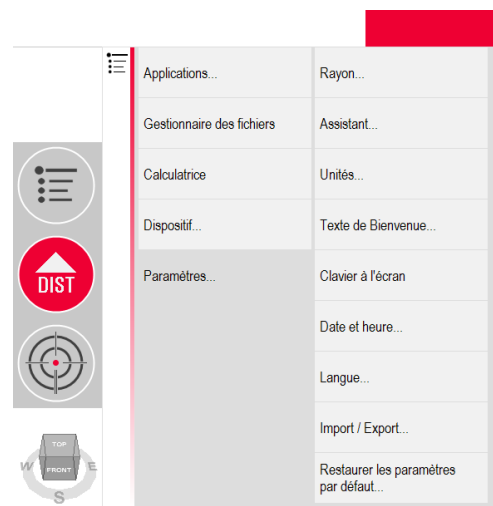 Applications...
Rayon...
Gestionnaire des fichiers
Assistant...
Calculatrice
Unités...
Dispositif...
Texte de Bienvenue...
DIST
Paramètres...
Clavier à l'écran
Date et heure...
Langue...
Import / Export...
TOP
W
FRONT
E
S
Restaurer les paramètres
par défaut...